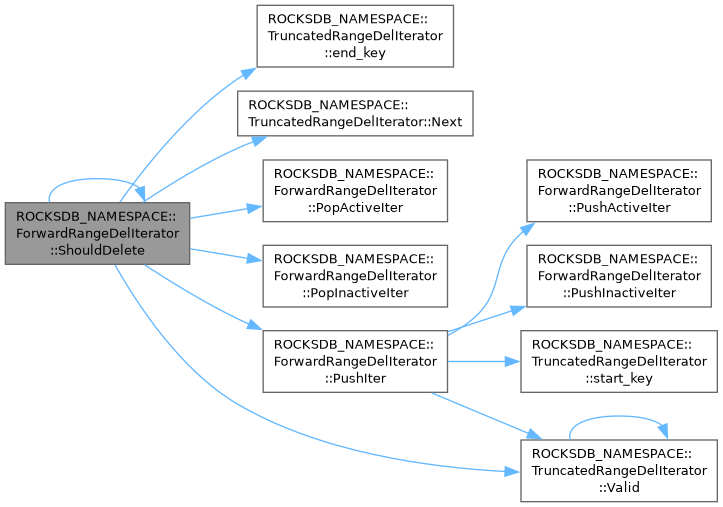 ROCKSDB_NAMESPACE::
TruncatedRangeDelIterator
::end_key
ROCKSDB_NAMESPACE::
TruncatedRangeDelIterator::Next
ROCKSDB_NAMESPACE::
ForwardRangeDelIterator
::PopActiveIter
ROCKSDB_NAMESPACE::
ForwardRangeDelIterator
::PushActiveIter
ROCKSDB_NAMESPACE::
ForwardRangeDelIterator
::ShouldDelete
ROCKSDB_NAMESPACE::
ForwardRangeDelIterator
::PopInactiveIter
ROCKSDB_NAMESPACE::
ForwardRangeDelIterator
::PushInactiveIter
ROCKSDB_NAMESPACE::
ForwardRangeDelIterator
::PushIter
ROCKSDB_NAMESPACE::
TruncatedRangeDelIterator
::start_key
ROCKSDB_NAMESPACE::
TruncatedRangeDelIterator
::Valid